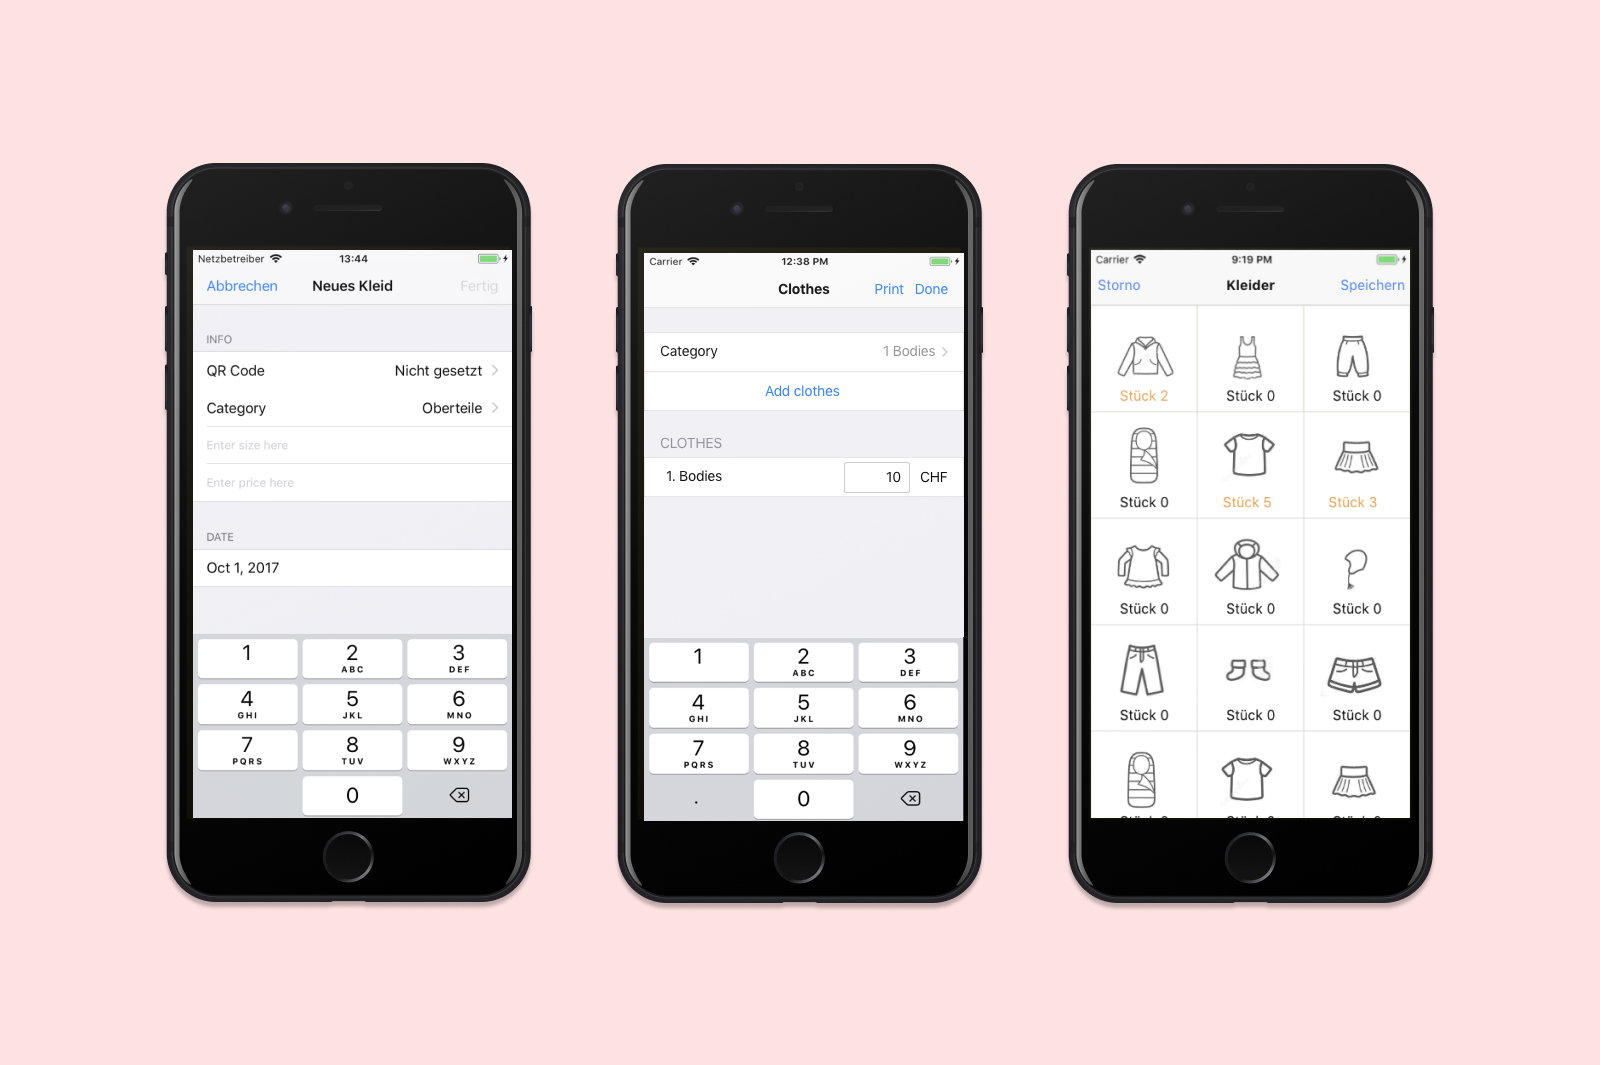 Netzbetreiber 13:44
Abbrechen Neues Kleid Fertig
INFO
QR Code Nicht gesetzt
Category Oberteile
Enter size here
Enter price here
DATE
Oct 1, 2017
1 2 3
ABC DEF
4 5 6
GHI JKL MNO
7 8 9
PQRS TUV WXYZ
0
Carrier 12:38 PM
Clothes Print Done
Category 1 Bodies
Add clothes
CLOTHES
1. Bodies 10 CHF
1 2 3
ABC DEF
4 5 6
GHI JKL MNO
7 8 9
PQRS TUV WXYZ
. 0
Carrier 9:19 PM
Storno Kleider Speichern
Stück 2 Stück 0 Stück 0
Stück 0 Stück 5 Stück 3
Stück 0 Stück 0 Stück 0
Stück 0 Stück 0 Stück 0